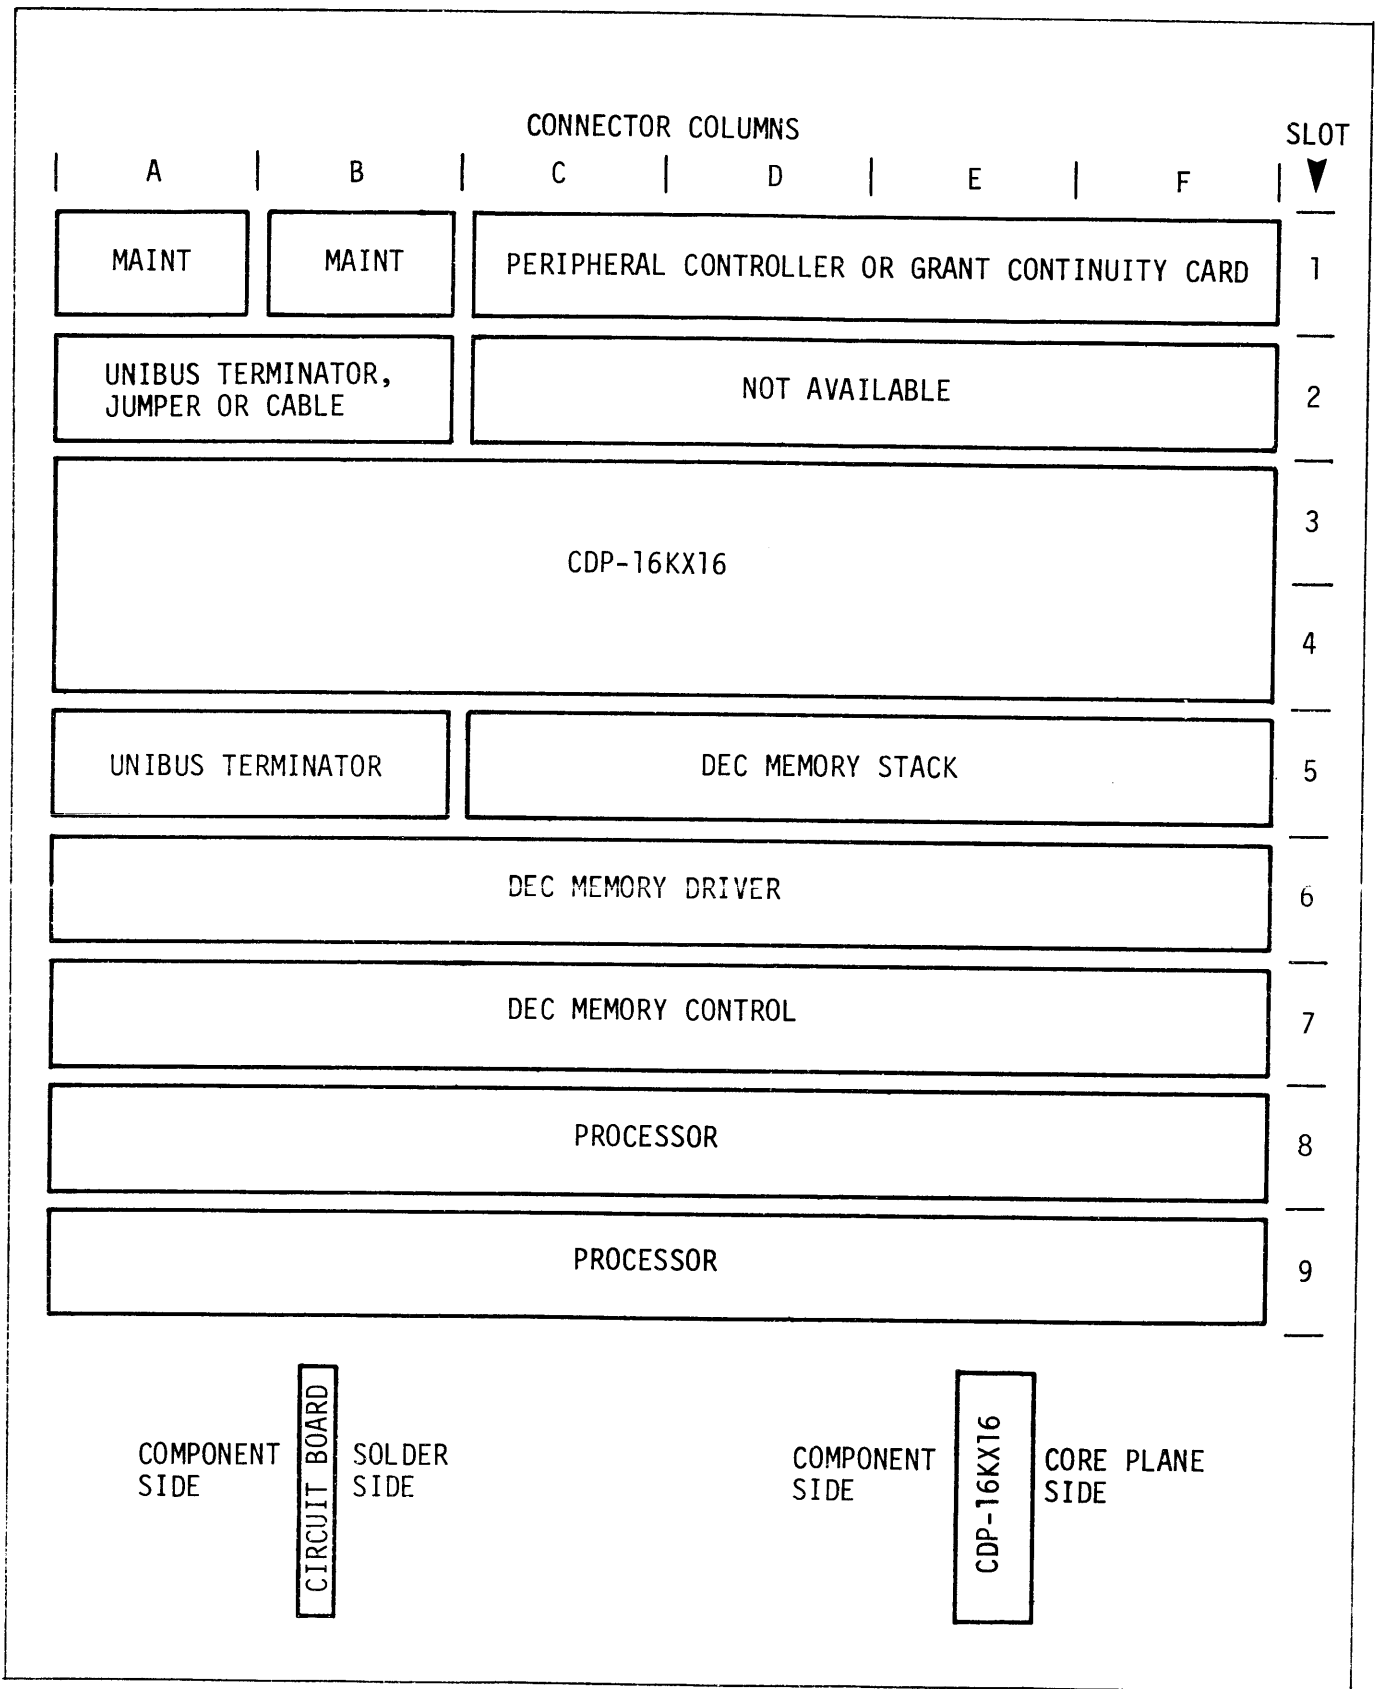 CONNECTOR COLUMNS
SLOT
A B C D E F
MAINT MAINT PERIPHERAL CONTROLLER OR GRANT CONTINUITY CARD 1
UNIBUS TERMINATOR,
JUMPER OR CABLE
NOT AVAILABLE
2
3
CDP-16KX16
4
UNIBUS TERMINATOR DEC MEMORY STACK 5
DEC MEMORY DRIVER 6
DEC MEMORY CONTROL 7
PROCESSOR 8
PROCESSOR 9
COMPONENT
SIDE
CIRCUIT BOARD
SOLDER
SIDE
COMPONENT
SIDE
CDP-16KX16
CORE PLANE
SIDE